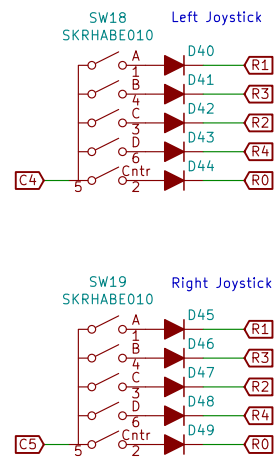 SW18 Left Joystick
SKRHABE010
D40
A 1 R1
D41
B 4 R3
D42
C 3 R2
D43
D 6 R4
D44
C4 5 Cntr 2 R0
SW19 Right Joystick
SKRHABE010
D45
A 1 R1
D46
B 4 R3
D47
C 3 R2
D48
D 6 R4
D49
C5 5 Cntr 2 R0